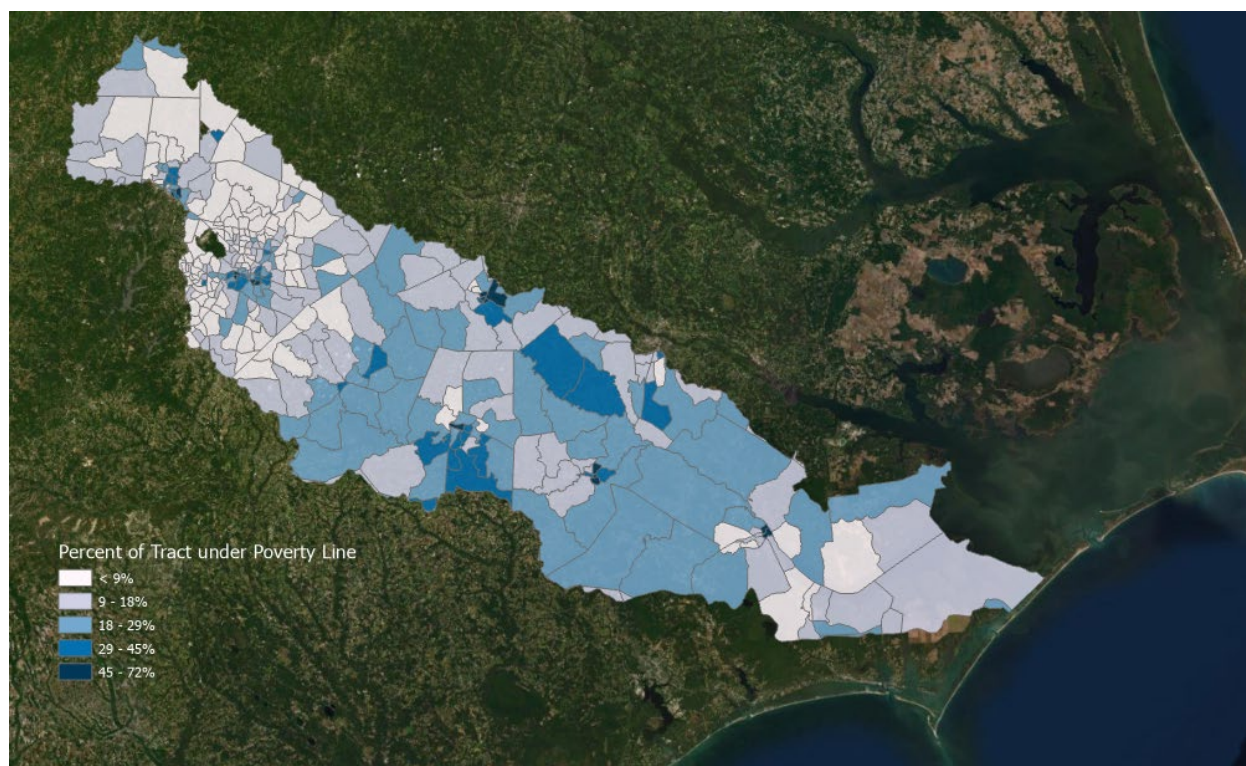 Percent of Tract under Poverty Line
< 9%
9 - 18%
18 - 29%
29 - 45%
45 - 72%